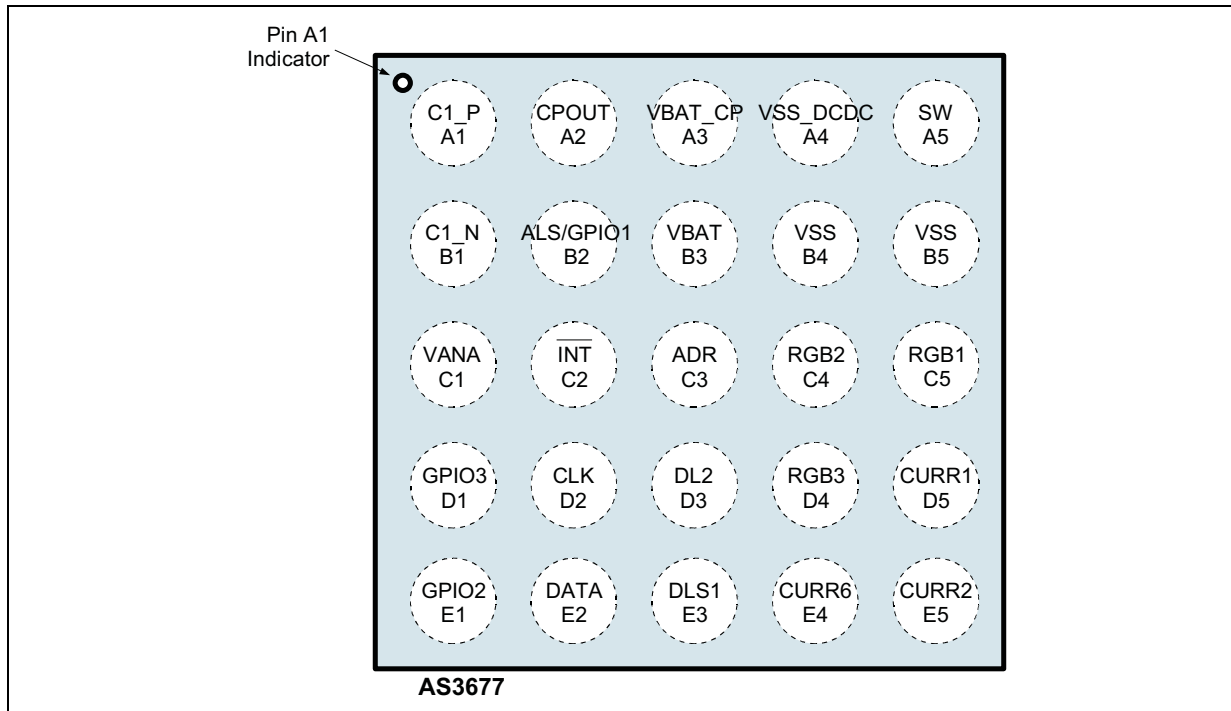 Pin A1
Indicator
C1_P
A1
CPOUT
A2
VBAT_CP
A3
VSS_DCDC
A4
SW
A5
C1_N
B1
ALS/GPIO1
B2
VBAT
B3
VSS
B4
VSS
B5
VANA
C1
INT
C2
ADR
C3
RGB2
C4
RGB1
C5
GPIO3
D1
CLK
D2
DL2
D3
RGB3
D4
CURR1
D5
GPIO2
E1
DATA
E2
DLS1
E3
CURR6
E4
CURR2
E5
AS3677